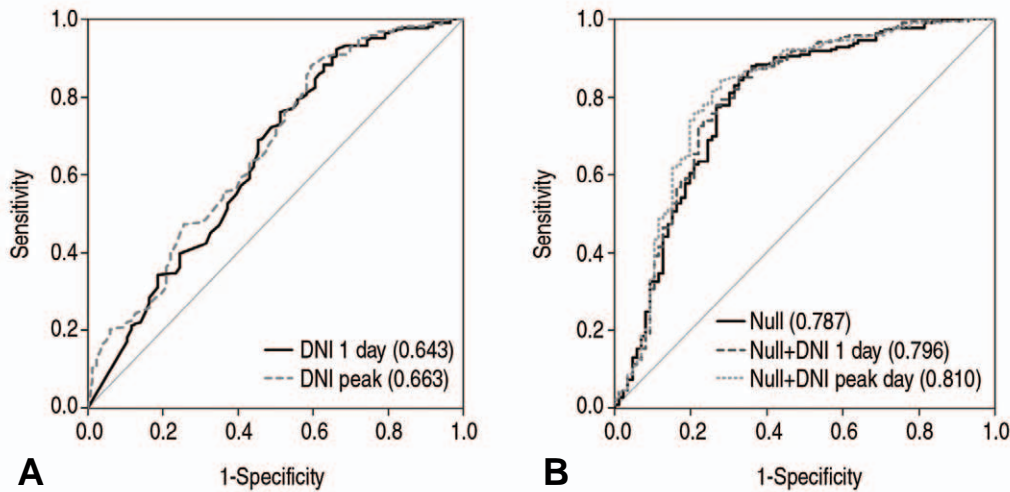 1.0
0.8
0.6
0.4
0.2
0.0
Sensitivity
0.0 0.2 0.4 0.6 0.8 1.0
1-Specificity
DNI 1 day (0.643)
DNI peak (0.663)
A
1.0
0.8
0.6
0.4
0.2
0.0
Sensitivity
0.0 0.2 0.4 0.6 0.8 1.0
1-Specificity
Null (0.787)
Null+DNI 1 day (0.796)
Null+DNI peak day (0.810)
B